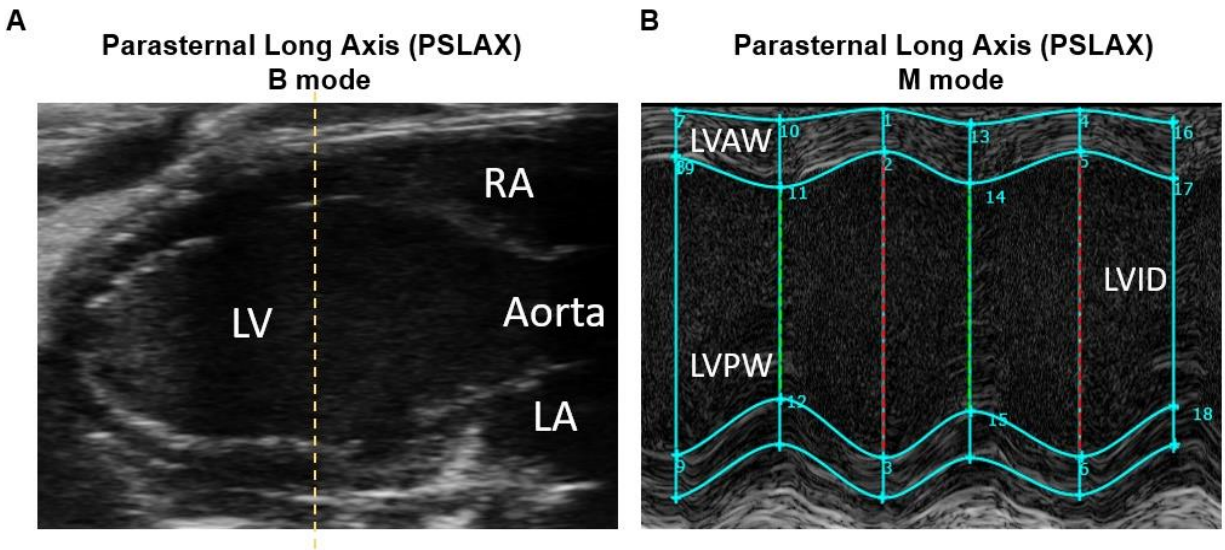 A
Parasternal Long Axis (PSLAX)
B mode
RA
Aorta
LV
LA
B
Parasternal Long Axis (PSLAX)
M mode
7
10
1
13
4
16
LVAW
2
5
11
14
17
LVID
LVPW
12
15
18
9
3
6